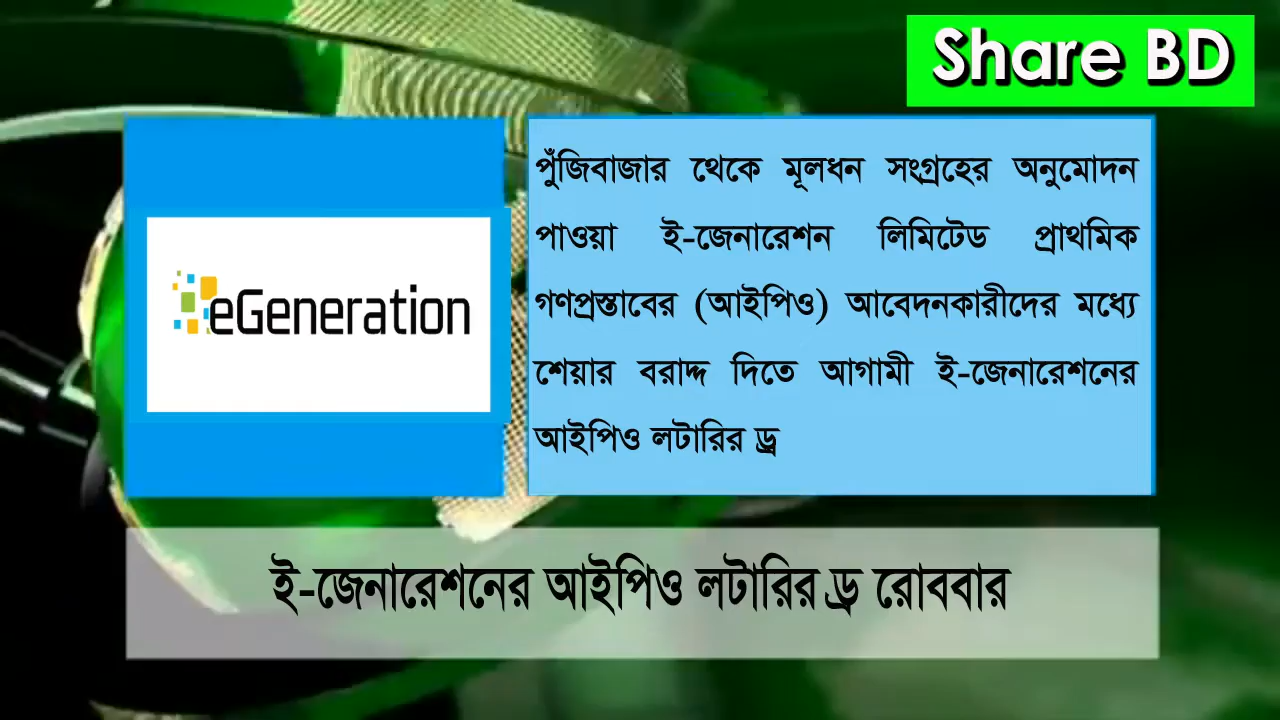 Share BD
পুঁজিবাজার থেকে মূলধন সংগ্রহের অনুমোদন
পাওয়া ই-জেনারেশন লিমিটেড প্রাথমিক
গণপ্রস্তাবের (আইপিও) আবেদনকারীদের মধ্যে
শেয়ার বরাদ্দ দিতে আগামী ই-জেনারেশনের
আইপিও লটারির ড্র
eGeneration
ই-জেনারেশনের আইপিও লটারির ড্র রোববার